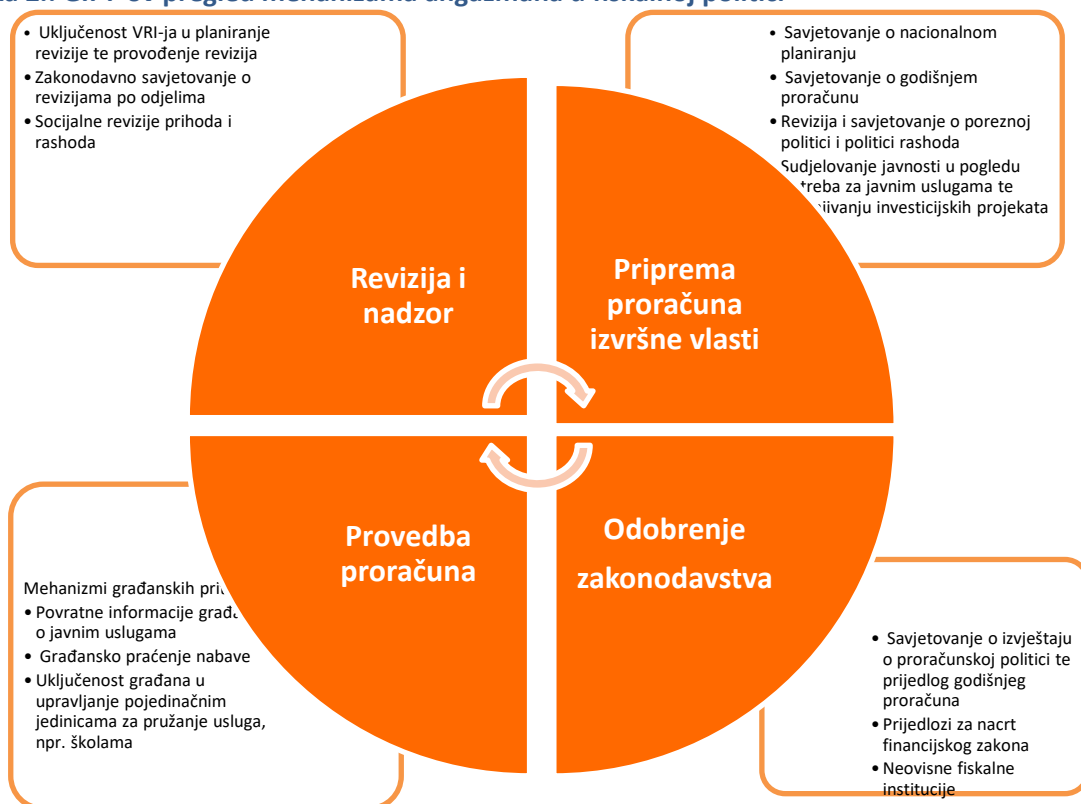 • Uključenost VRI-ja u planiranje
revizije te provođenje revizija
• Zakonodavno savjetovanje o
revizijama po odjelima
• Socijalne revizije prihoda i
rashoda
• Savjetovanje o nacionalnom
planiranju
• Savjetovanje o godišnjem
proračunu
• Revizija i savjetovanje o poreznoj
politici i politici rashoda
Sudjelovanje javnosti u pogledu
za javnim uslugama te
investicijskih projekata
Revizija i
nadzor
Priprema
proračuna
izvršne vlasti
Provedba
proračuna
Odobrenje
zakonodavstva
Mehanizmi građanskih
• Povratne informacije
o javnim uslugama
• Građansko praćenje nabave
• Uključenost građana u
upravljanje pojedinačnim
jedinicama za pružanje usluga,
npr. školama
• Savjetovanje o izvještaju
o proračunskoj politici te
prijedlog godišnjeg
proračuna
• Prijedlozi za nacrt
financijskog zakona
• Neovisne fiskalne
institucije